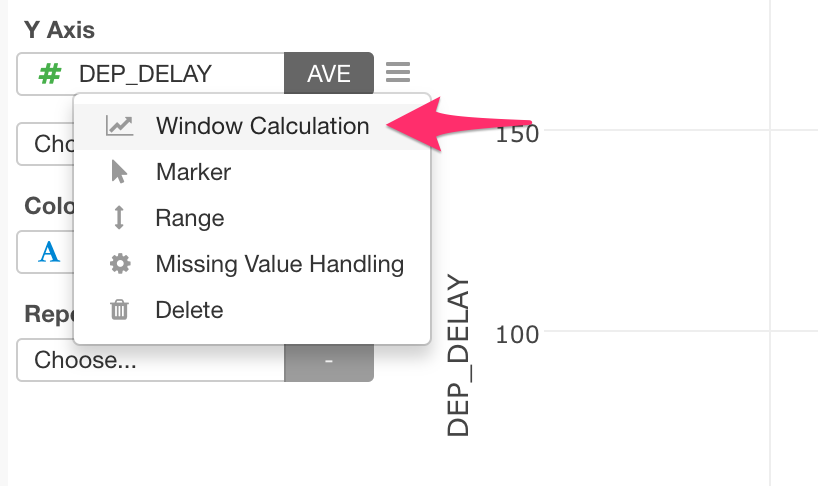 Y Axis
# DEP_DELAY AVE
Window Calculation
150
Cho
Marker
Colo
Range
A
Missing Value Handling
Repe
Delete
100
Choose... -
DEP_DELAY